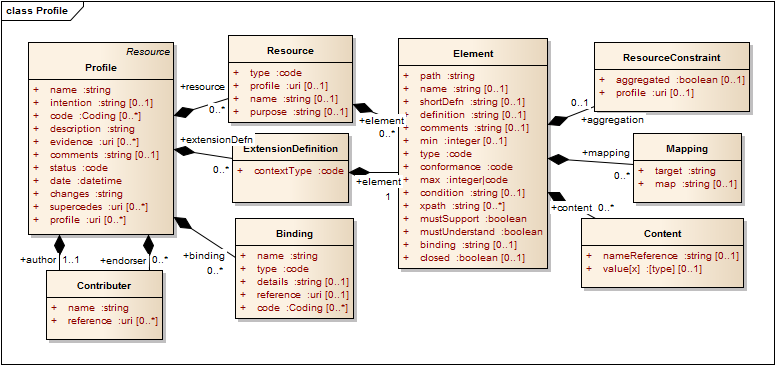 class Profile
Resource
Profile
+ name :string
+ intention :string [0..1]
+ code :Coding [0..*]
+ description :string
+ evidence :uri [0..*]
+ comments :string [0..1]
+ status :code
+ date :datetime
+ changes :string
+ supercedes :uri [0..*]
+ profile :uri [0..*]
+resource
0..*
+extensionDefn
0..*
+binding
0..*
+author
1..1
+endorser
0..*
Contributer
+ name :string
+ reference :uri [0..*]
Resource
+ type :code
+ profile :uri [0..1]
+ name :string [0..1]
+ purpose :string [0..1]
+element
0..*
ExtensionDefinition
+ contextType :code
+element
1
Binding
+ name :string
+ type :code
+ details :string [0..1]
+ reference :uri [0..1]
+ code :Coding [0..*]
Element
+ path :string
+ name :string [0..1]
+ shortDefn :string [0..1]
+ definition :string [0..1]
+ comments :string [0..1]
+ min :integer [0..1]
+ type :code
+ conformance :code
+ max :integer|code
+ condition :string [0..1]
+ xpath :string [0..*]
+ mustSupport :boolean
+ mustUnderstand :boolean
+ binding :string [0..1]
+ closed :boolean [0..1]
0..1
+aggregation
+mapping
0..*
+content 0..*
ResourceConstraint
+ aggregated :boolean [0..1]
+ profile :uri [0..1]
Mapping
+ target :string
+ map :string [0..1]
Content
+ nameReference :string [0..1]
+ value[x] :[type] [0..1]